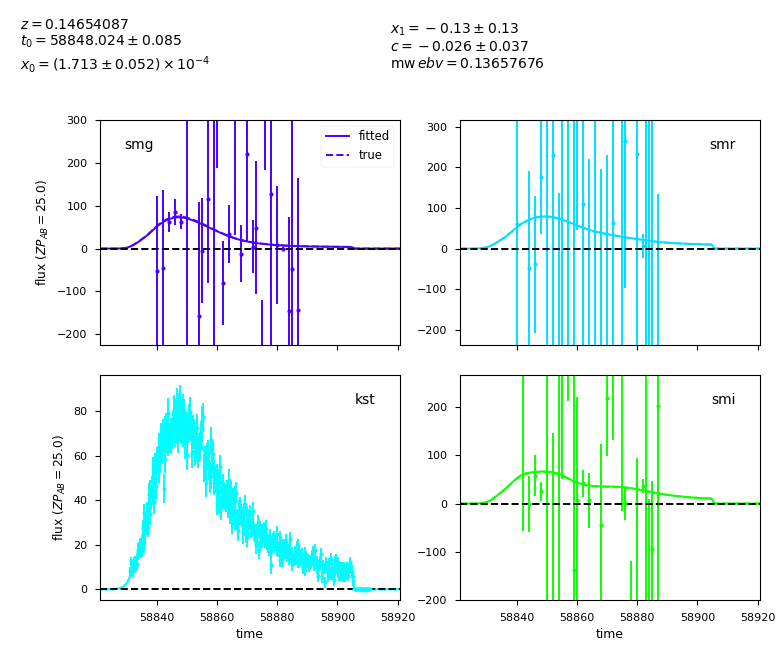 z = 0.14654087
t₀ = 58848.024 ± 0.085
x₀ = (1.713 ± 0.052) × 10⁻⁴
x₁ = −0.13 ± 0.13
c = −0.026 ± 0.037
mw ebv = 0.13657676
smg
fitted
true
300
200
100
0
−100
−200
flux (ZP_AB = 25.0)
smr
300
200
100
0
−100
−200
kst
80
60
40
20
0
flux (ZP_AB = 25.0)
58840 58860 58880 58900 58920
time
smi
200
100
0
−100
−200
58840 58860 58880 58900 58920
time